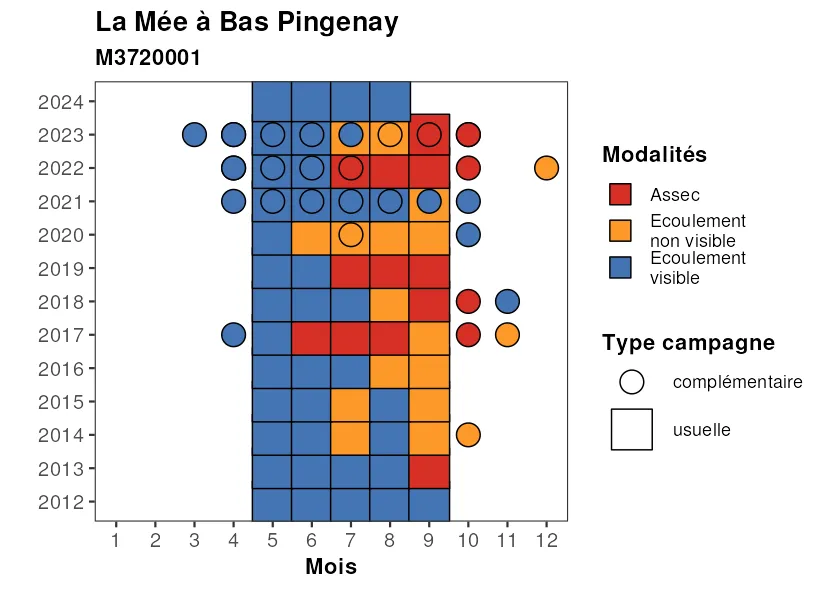 La Mée à Bas Pingenay
M3720001
2024
2023
2022
2021
2020
2019
2018
2017
2016
2015
2014
2013
2012
1 2 3 4 5 6 7 8 9 10 11 12
Mois
Modalités
Assec
Ecoulement
non visible
Ecoulement
visible
Type campagne
complémentaire
usuelle